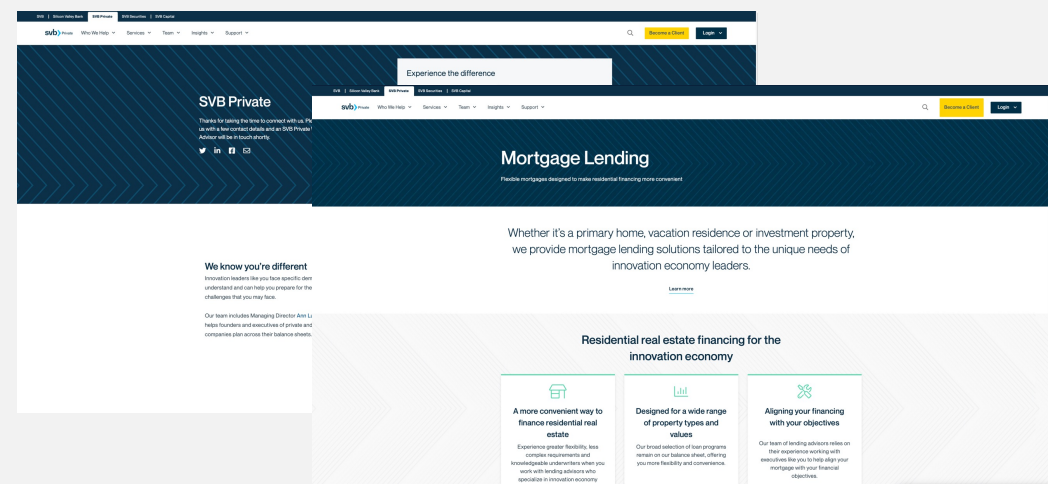 SVB | Silicon Valley Bank SVB Private SVB Securities | SVB Capital
svb Private Who We Help Services Team Insights Support Become a Client Login
Experience the difference
SVB Private
Thanks for taking the time to connect with us.
us with a few contact details and an SVB Private
Advisor will be in touch shortly.
We know you're different
Innovation leaders like you face specific
understand and can help you prepare for the
challenges that you may face.
Our team includes Managing Director Ann
helps founders and executives of private and
companies plan across their balance sheets.
SVB | Silicon Valley Bank SVB Private SVB Securities | SVB Capital
svb Private Who We Help Services Team Insights Support Become a Client Login
Mortgage Lending
Flexible mortgages designed to make residential financing more convenient
Whether it's a primary home, vacation residence or investment property,
we provide mortgage lending solutions tailored to the unique needs of
innovation economy leaders.
Learn more
Residential real estate financing for the
innovation economy
A more convenient way to
finance residential real
estate
Experience greater flexibility, less
complex requirements and
knowledgeable underwriters when you
work with lending advisors who
specialize in innovation economy
Designed for a wide range
of property types and
values
Our broad selection of loan programs
remain on our balance sheet, offering
you more flexibility and convenience.
Aligning your financing
with your objectives
Our team of lending advisors relies on
their experience working with
executives like you to help align your
mortgage with your financial
objectives.